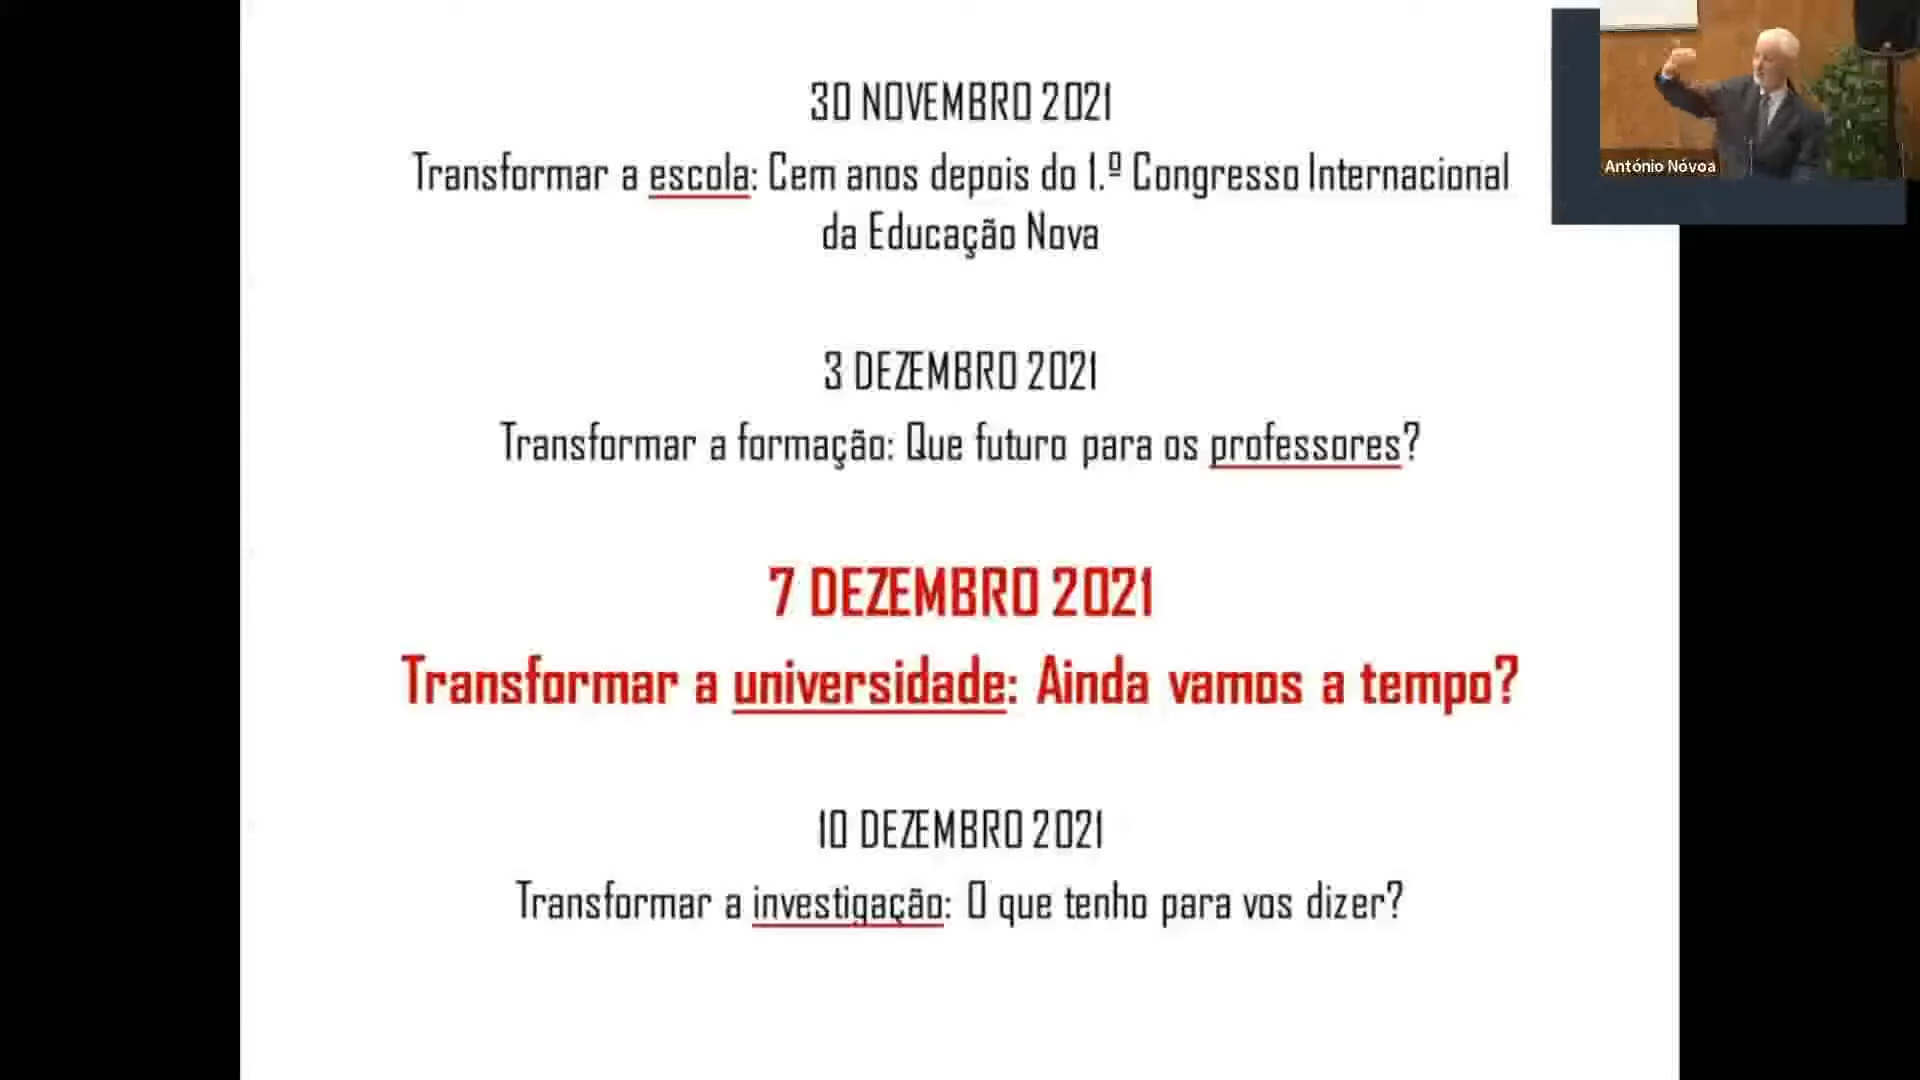 30 NOVEMBRO 2021
Transformar a escola: Cem anos depois do 1.º Congresso Internacional
da Educação Nova
3 DEZEMBRO 2021
Transformar a formação: Que futuro para os professores?
7 DEZEMBRO 2021
Transformar a universidade: Ainda vamos a tempo?
10 DEZEMBRO 2021
Transformar a investigação: O que tenho para vos dizer?
António Nóvoa